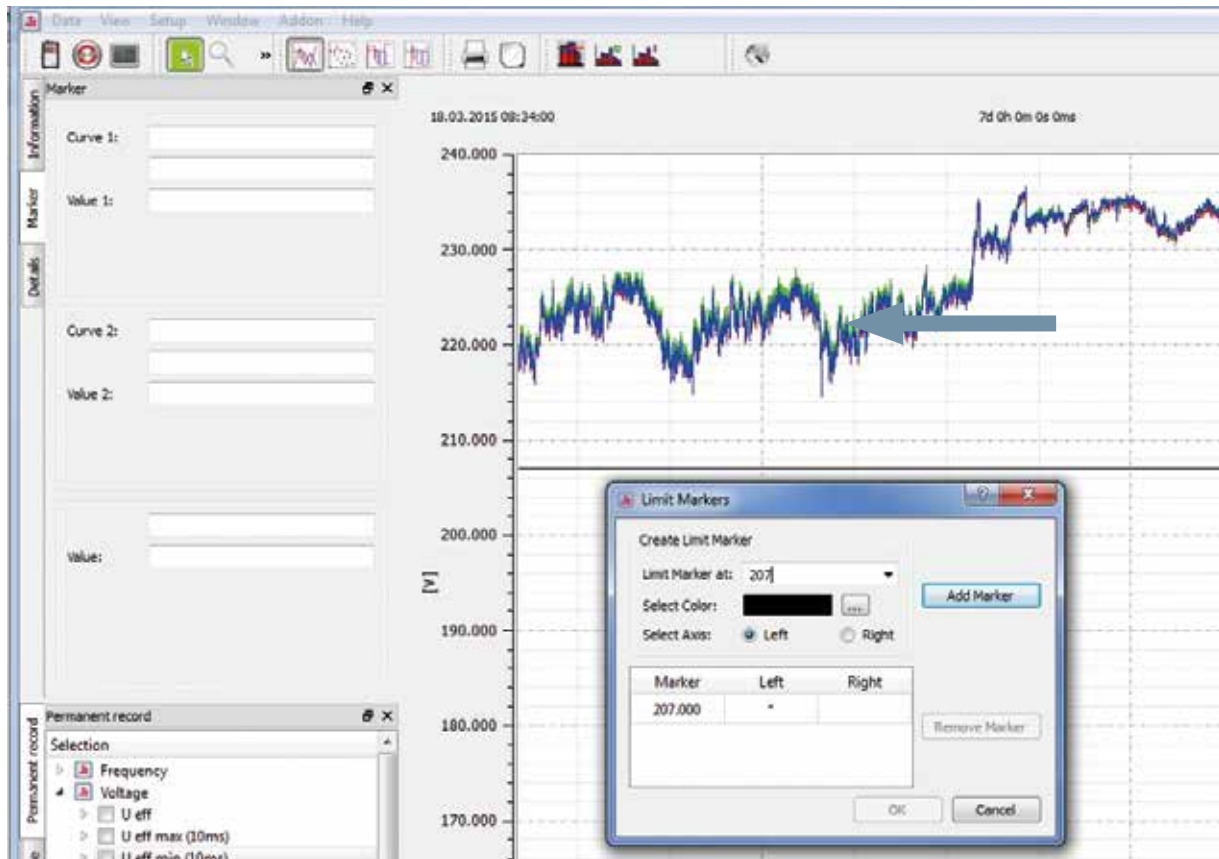 Data View Setup Window Addon Help
»
Marker
Information
Marker
Details
Curve 1:
Value 1:
Curve 2:
Value 2:
Value:
18.03.2015 08:34:00 7d 0h 0m 0s 0ms
240.000
230.000
220.000
210.000
200.000
190.000
180.000
170.000
[V]
Limit Markers
Create Limit Marker
Limit Marker at: 207
Select Color: ...
Select Axis: Left Right
Add Marker
Marker Left Right
207.000 *
Remove Marker
OK Cancel
Permanent record
Permanent record
Selection
Frequency
Voltage
U eff
U eff max (10ms)
U eff min (10ms)